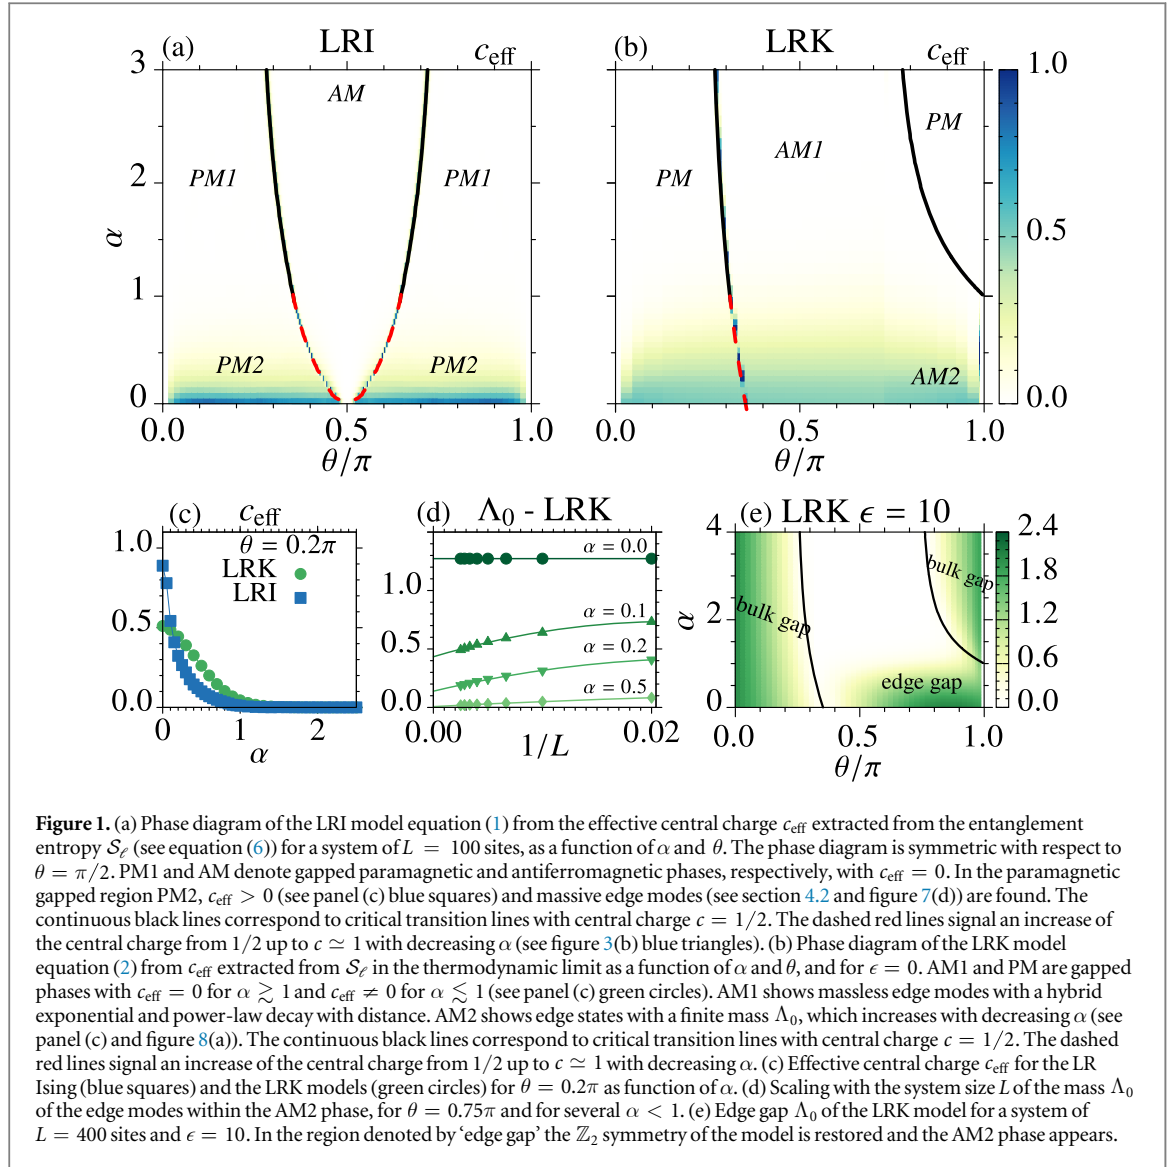 (a) LRI c_eff
(b) LRK c_eff
3
2
1
0
α
AM
PM1
PM1
PM2
PM2
0.0 0.5 1.0
θ/π
PM
AM1
PM
AM2
0.0 0.5 1.0
θ/π
1.0
0.5
0.0
(c) c_eff
θ = 0.2π
LRK
LRI
1.0
0.5
0.0
0 1 2
α
(d) Λ₀ - LRK
α = 0.0
α = 0.1
α = 0.2
α = 0.5
1.0
0.5
0.0
0.00 1/L 0.02
(e) LRK ϵ = 10
4
2
0
α
bulk gap
bulk gap
edge gap
0.0 0.5 1.0
θ/π
2.4
1.8
1.2
0.6
0.0
Figure 1. (a) Phase diagram of the LRI model equation (1) from the effective central charge c_eff extracted from the entanglement
entropy 𝒮_ℓ (see equation (6)) for a system of L = 100 sites, as a function of α and θ. The phase diagram is symmetric with respect to
θ = π/2. PM1 and AM denote gapped paramagnetic and antiferromagnetic phases, respectively, with c_eff = 0. In the paramagnetic
gapped region PM2, c_eff > 0 (see panel (c) blue squares) and massive edge modes (see section 4.2 and figure 7(d)) are found. The
continuous black lines correspond to critical transition lines with central charge c = 1/2. The dashed red lines signal an increase of
the central charge from 1/2 up to c ≃ 1 with decreasing α (see figure 3(b) blue triangles). (b) Phase diagram of the LRK model
equation (2) from c_eff extracted from 𝒮_ℓ in the thermodynamic limit as a function of α and θ, and for ϵ = 0. AM1 and PM are gapped
phases with c_eff = 0 for α ≳ 1 and c_eff ≠ 0 for α ≲ 1 (see panel (c) green circles). AM1 shows massless edge modes with a hybrid
exponential and power-law decay with distance. AM2 shows edge states with a finite mass Λ₀, which increases with decreasing α (see
panel (c) and figure 8(a)). The continuous black lines correspond to critical transition lines with central charge c = 1/2. The dashed
red lines signal an increase of the central charge from 1/2 up to c ≃ 1 with decreasing α. (c) Effective central charge c_eff for the LR
Ising (blue squares) and the LRK models (green circles) for θ = 0.2π as function of α. (d) Scaling with the system size L of the mass Λ₀
of the edge modes within the AM2 phase, for θ = 0.75π and for several α < 1. (e) Edge gap Λ₀ of the LRK model for a system of
L = 400 sites and ϵ = 10. In the region denoted by 'edge gap' the ℤ₂ symmetry of the model is restored and the AM2 phase appears.